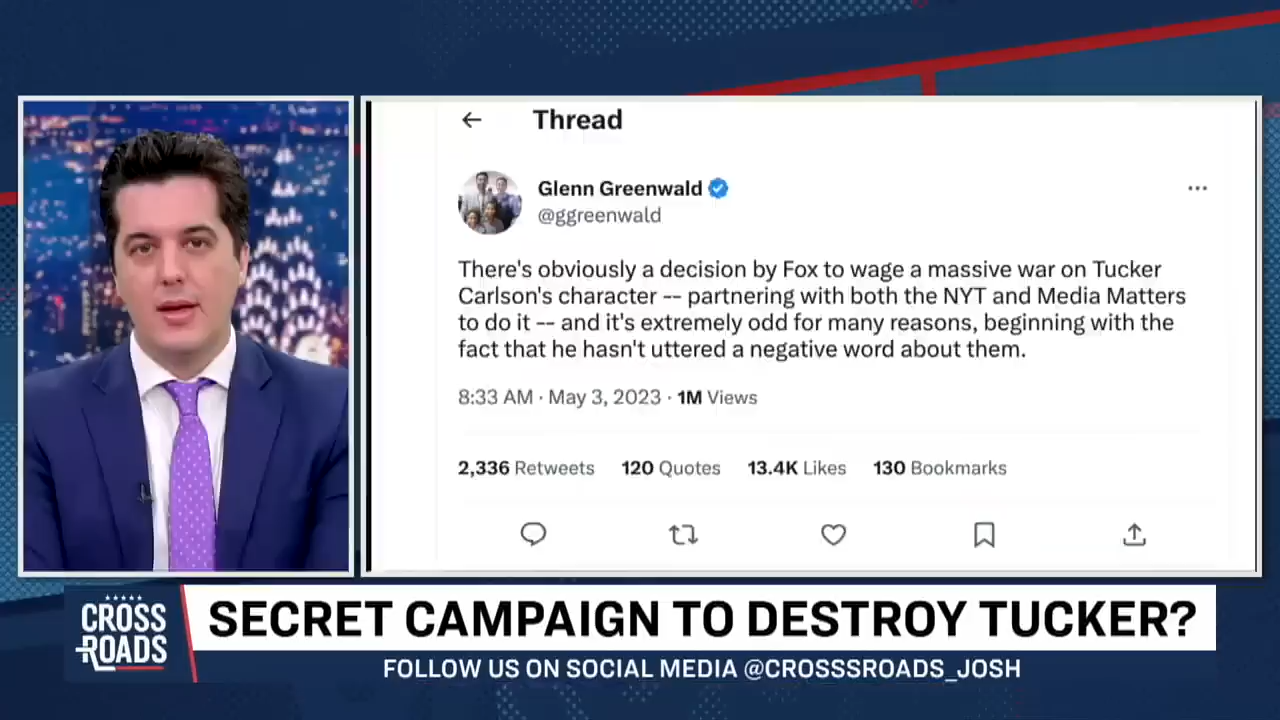 Thread
Glenn Greenwald
@ggreenwald
There's obviously a decision by Fox to wage a massive war on Tucker
Carlson's character -- partnering with both the NYT and Media Matters
to do it -- and it's extremely odd for many reasons, beginning with the
fact that he hasn't uttered a negative word about them.
8:33 AM · May 3, 2023 · 1M Views
2,336 Retweets 120 Quotes 13.4K Likes 130 Bookmarks
CROSS
ROADS
SECRET CAMPAIGN TO DESTROY TUCKER?
FOLLOW US ON SOCIAL MEDIA @CROSSSROADS_JOSH